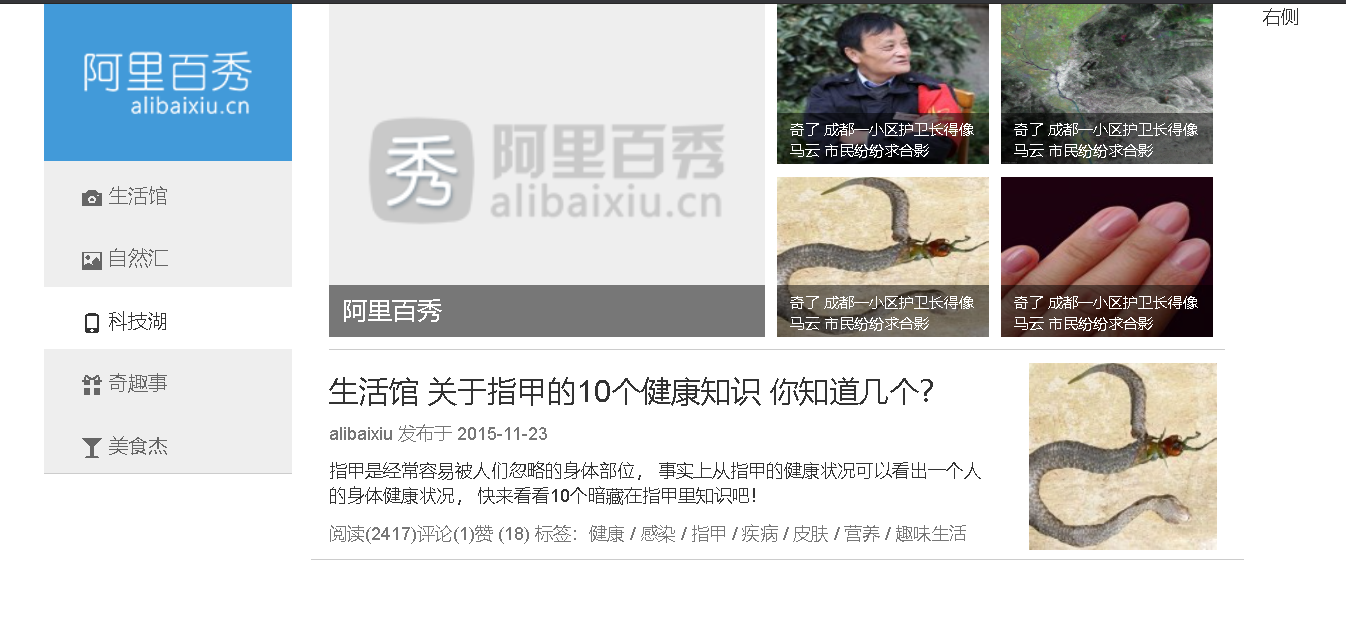 阿里百秀
alibaixiu.cn
生活馆
自然汇
科技湖
奇趣事
美食杰
秀
阿里百秀
alibaixiu.cn
阿里百秀
奇了 成都一小区护卫长得像
马云 市民纷纷求合影
奇了 成都一小区护卫长得像
马云 市民纷纷求合影
奇了 成都一小区护卫长得像
马云 市民纷纷求合影
奇了 成都一小区护卫长得像
马云 市民纷纷求合影
生活馆 关于指甲的10个健康知识 你知道几个?
alibaixiu 发布于 2015-11-23
指甲是经常容易被人们忽略的身体部位， 事实上从指甲的健康状况可以看出一个人
的身体健康状况， 快来看看10个暗藏在指甲里知识吧!
阅读(2417)评论(1)赞 (18) 标签：健康 / 感染 / 指甲 / 疾病 / 皮肤 / 营养 / 趣味生活
右侧